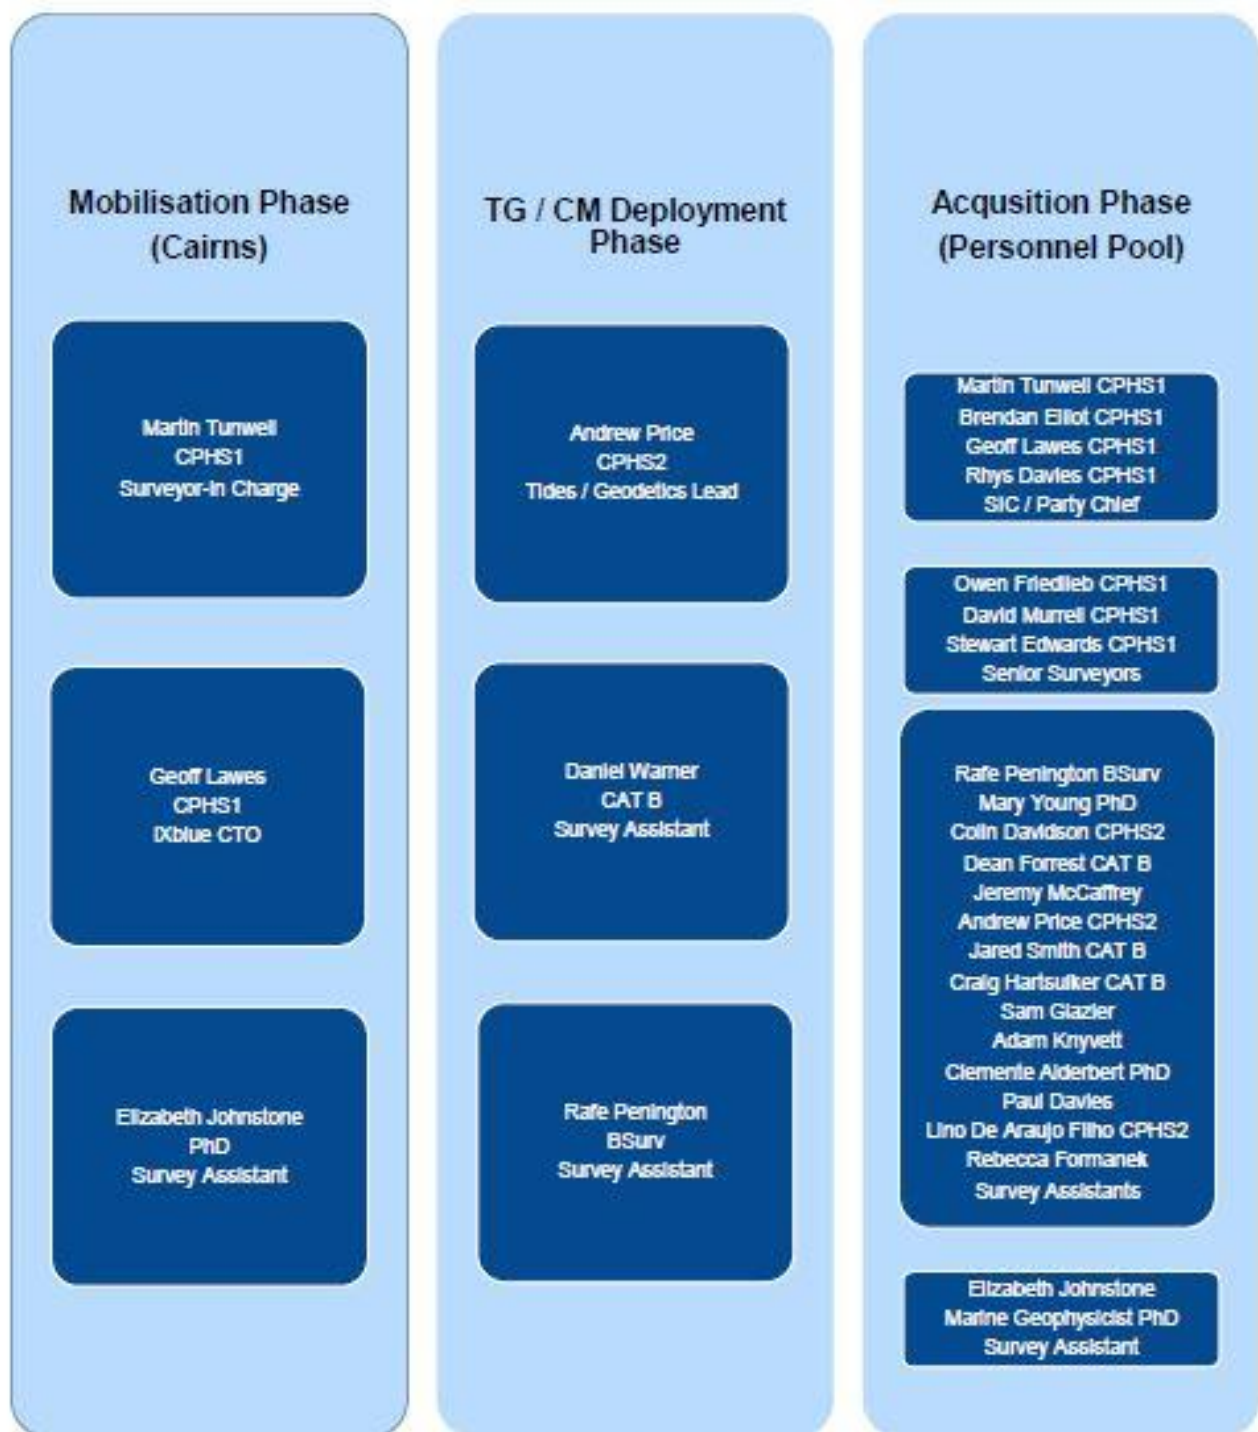 Mobilisation Phase
(Cairns)
Martin Tunwell
CPHS1
Surveyor-In Charge
Geoff Lawes
CPHS1
iXblue CTO
Elizabeth Johnstone
PhD
Survey Assistant
TG / CM Deployment
Phase
Andrew Price
CPHS2
Tides / Geodetics Lead
Daniel Warner
CAT B
Survey Assistant
Rafe Penington
BSurv
Survey Assistant
Acqusition Phase
(Personnel Pool)
Martin Tunwell CPHS1
Brendan Elliot CPHS1
Geoff Lawes CPHS1
Rhys Davies CPHS1
SIC / Party Chief
Owen Friedlieb CPHS1
David Murrell CPHS1
Stewart Edwards CPHS1
Senior Surveyors
Rafe Penington BSurv
Mary Young PhD
Colin Davidson CPHS2
Dean Forrest CAT B
Jeremy McCaffrey
Andrew Price CPHS2
Jared Smith CAT B
Craig Hartsuiker CAT B
Sam Glazier
Adam Knyvett
Clemente Alderbert PhD
Paul Davies
Lino De Araujo Filho CPHS2
Rebecca Formanek
Survey Assistants
Elizabeth Johnstone
Marine Geophysicist PhD
Survey Assistant